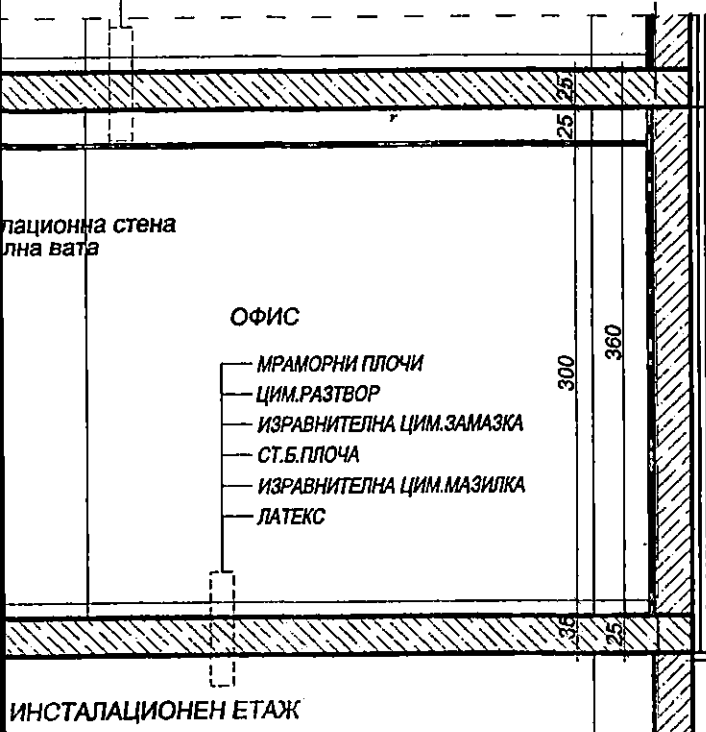 25
25
лационна стена
лна вата
ОФИС
МРАМОРНИ ПЛОЧИ
ЦИМ.РАЗТВОР
ИЗРАВНИТЕЛНА ЦИМ.ЗАМАЗКА
СТ.Б.ПЛОЧА
ИЗРАВНИТЕЛНА ЦИМ.МАЗИЛКА
ЛАТЕКС
300
360
35
25
ИНСТАЛАЦИОНЕН ЕТАЖ